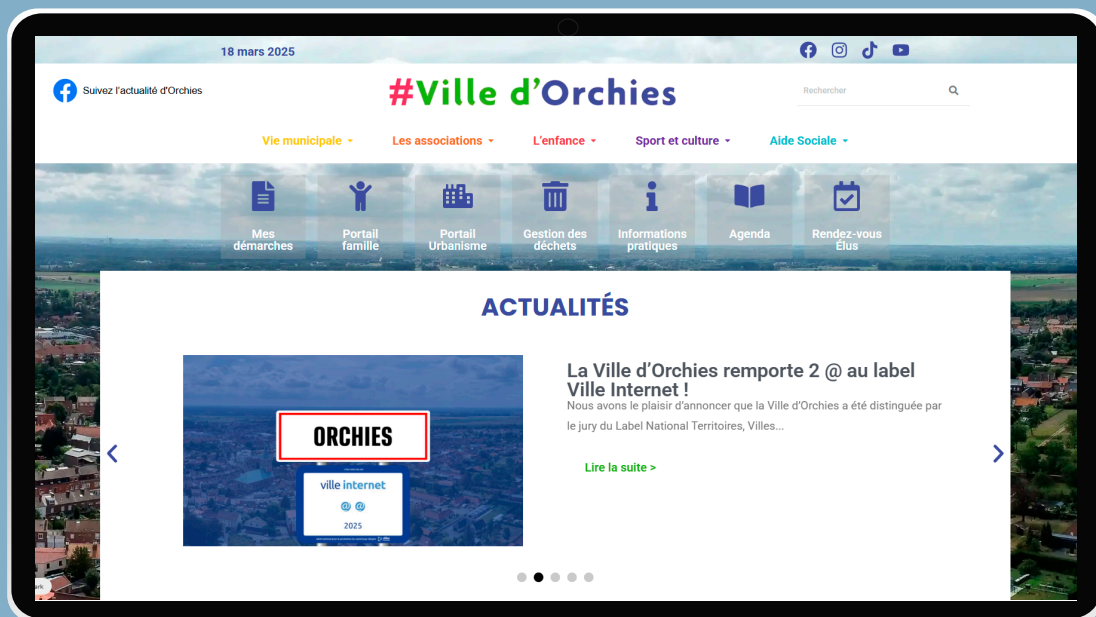 18 mars 2025
Suivez l'actualité d'Orchies
#Ville d'Orchies
Rechercher
Vie municipale
Les associations
L'enfance
Sport et culture
Aide Sociale
Mes
démarches
Portail
famille
Portail
Urbanisme
Gestion des
déchets
Informations
pratiques
Agenda
Rendez-vous
Élus
ACTUALITÉS
ORCHIES
ville internet
@ @
2025
La Ville d'Orchies remporte 2 @ au label
Ville Internet !
Nous avons le plaisir d'annoncer que la Ville d'Orchies a été distinguée par
le jury du Label National Territoires, Villes...
Lire la suite >